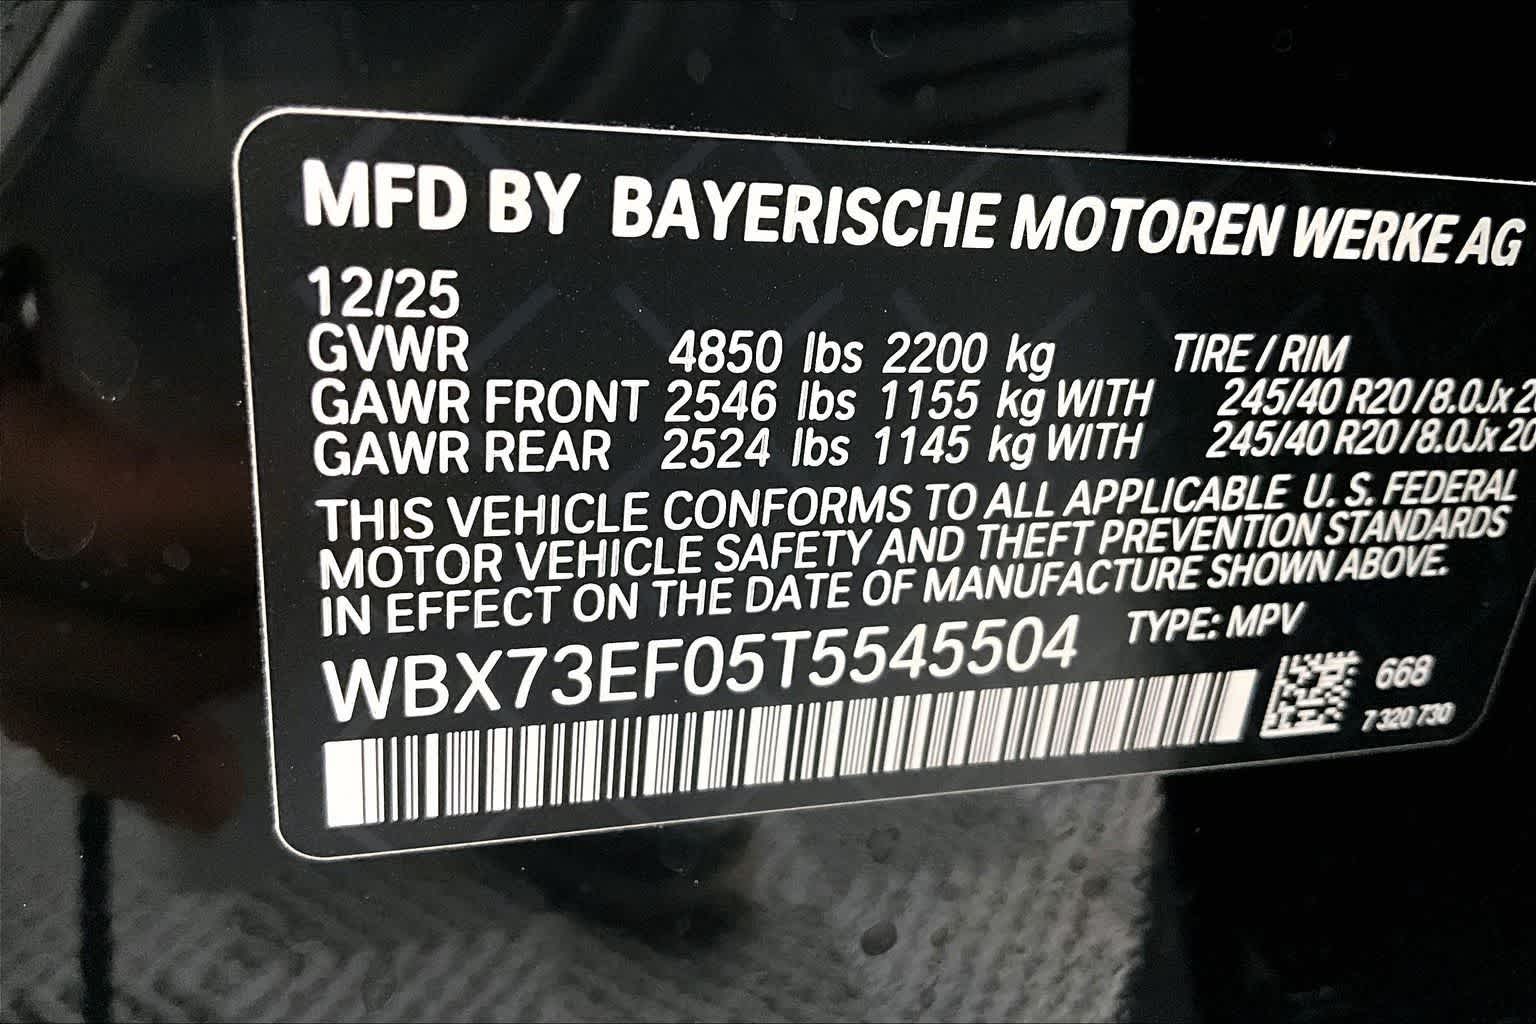 MFD BY BAYERISCHE MOTOREN WERKE AG
12/25
GVWR 4850 lbs 2200 kg TIRE / RIM
GAWR FRONT 2546 lbs 1155 kg WITH 245/40 R20 /8.0Jx
GAWR REAR 2524 lbs 1145 kg WITH 245/40 R20 /8.0Jx 20
THIS VEHICLE CONFORMS TO ALL APPLICABLE U. S. FEDERAL
MOTOR VEHICLE SAFETY AND THEFT PREVENTION STANDARDS
IN EFFECT ON THE DATE OF MANUFACTURE SHOWN ABOVE.
WBX73EF05T5545504 TYPE: MPV
668
7 320 730